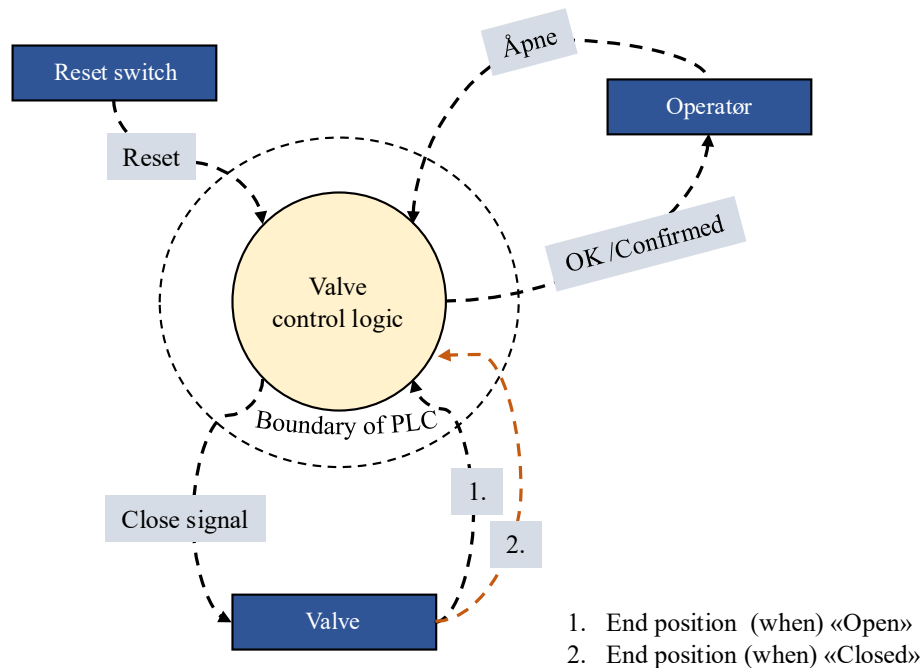 Reset switch
Åpne
Operatør
Reset
OK /Confirmed
Valve
control logic
Boundary of PLC
1.
Close signal
2.
Valve
1. End position (when) «Open»
2. End position (when) «Closed»